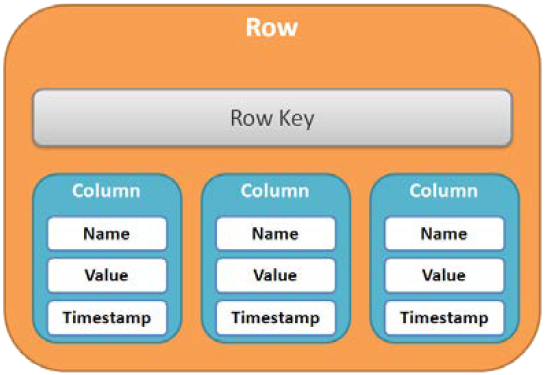 Row
Row Key
Column Column Column
Name Name Name
Value Value Value
Timestamp Timestamp Timestamp